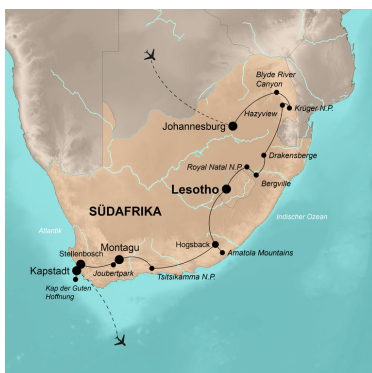 Blyde River
Canyon
Hazyview
Krüger N.P.
Johannesburg
Drakensberge
Royal Natal N.P.
Bergville
Lesotho
SÜDAFRIKA
Indischer Ozean
Atlantik
Hogsback
Amatola Mountains
Stellenbosch
Montagu
Kapstadt
Joubertpark
Tsitsikamma N.P.
Kap der Guten
Hoffnung